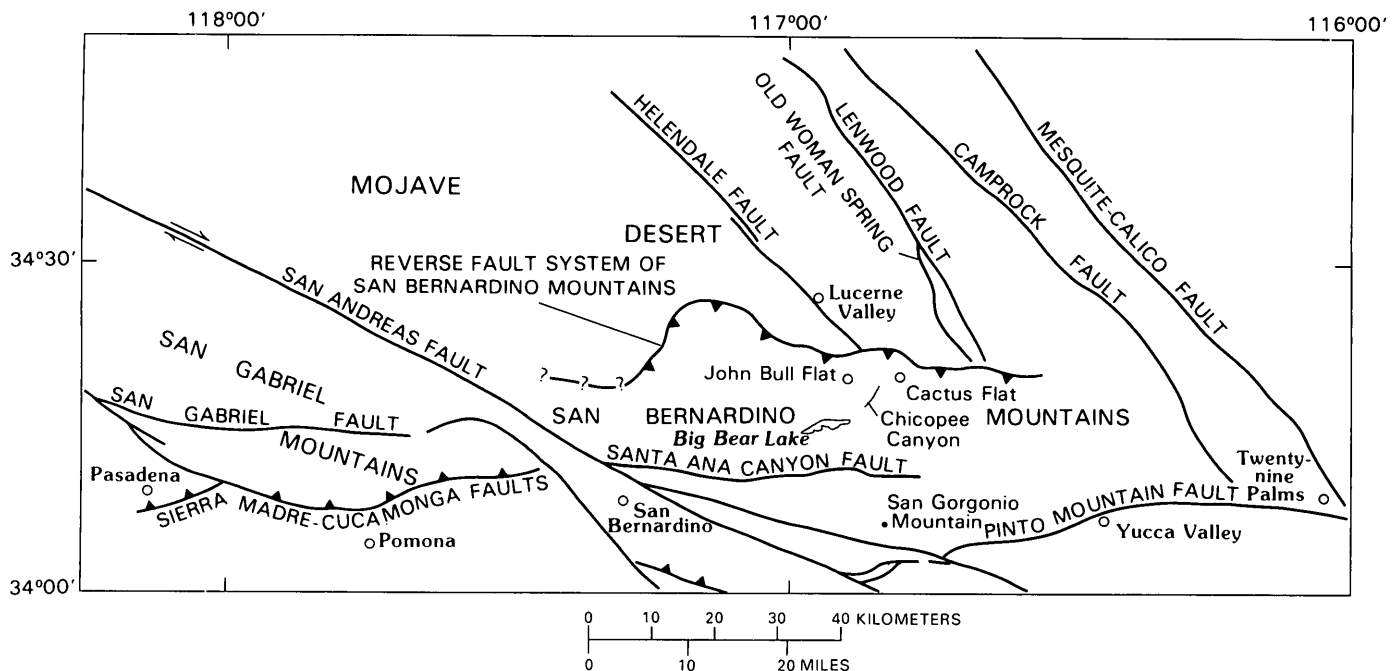 118°00'
117°00'
116°00'
34°30'
34°00'
MOJAVE
DESERT
HELENDALE FAULT
OLD WOMAN SPRING
FAULT
LENWOOD FAULT
CAMPROCK FAULT
MESQUITE-CALICO FAULT
REVERSE FAULT SYSTEM OF
SAN BERNARDINO MOUNTAINS
Lucerne
Valley
SAN ANDREAS FAULT
SAN GABRIEL MOUNTAINS
SAN GABRIEL FAULT
? ? ?
John Bull Flat
Cactus Flat
Chicopee
Canyon
SAN BERNARDINO MOUNTAINS
Big Bear Lake
SANTA ANA CANYON FAULT
Pasadena
SIERRA MADRE-CUCAMONGA FAULTS
Pomona
San
Bernardino
San Gorgonio
Mountain
PINTO MOUNTAIN FAULT
Yucca Valley
Twenty-
nine
Palms
0 10 20 30 40 KILOMETERS
0 10 20 MILES